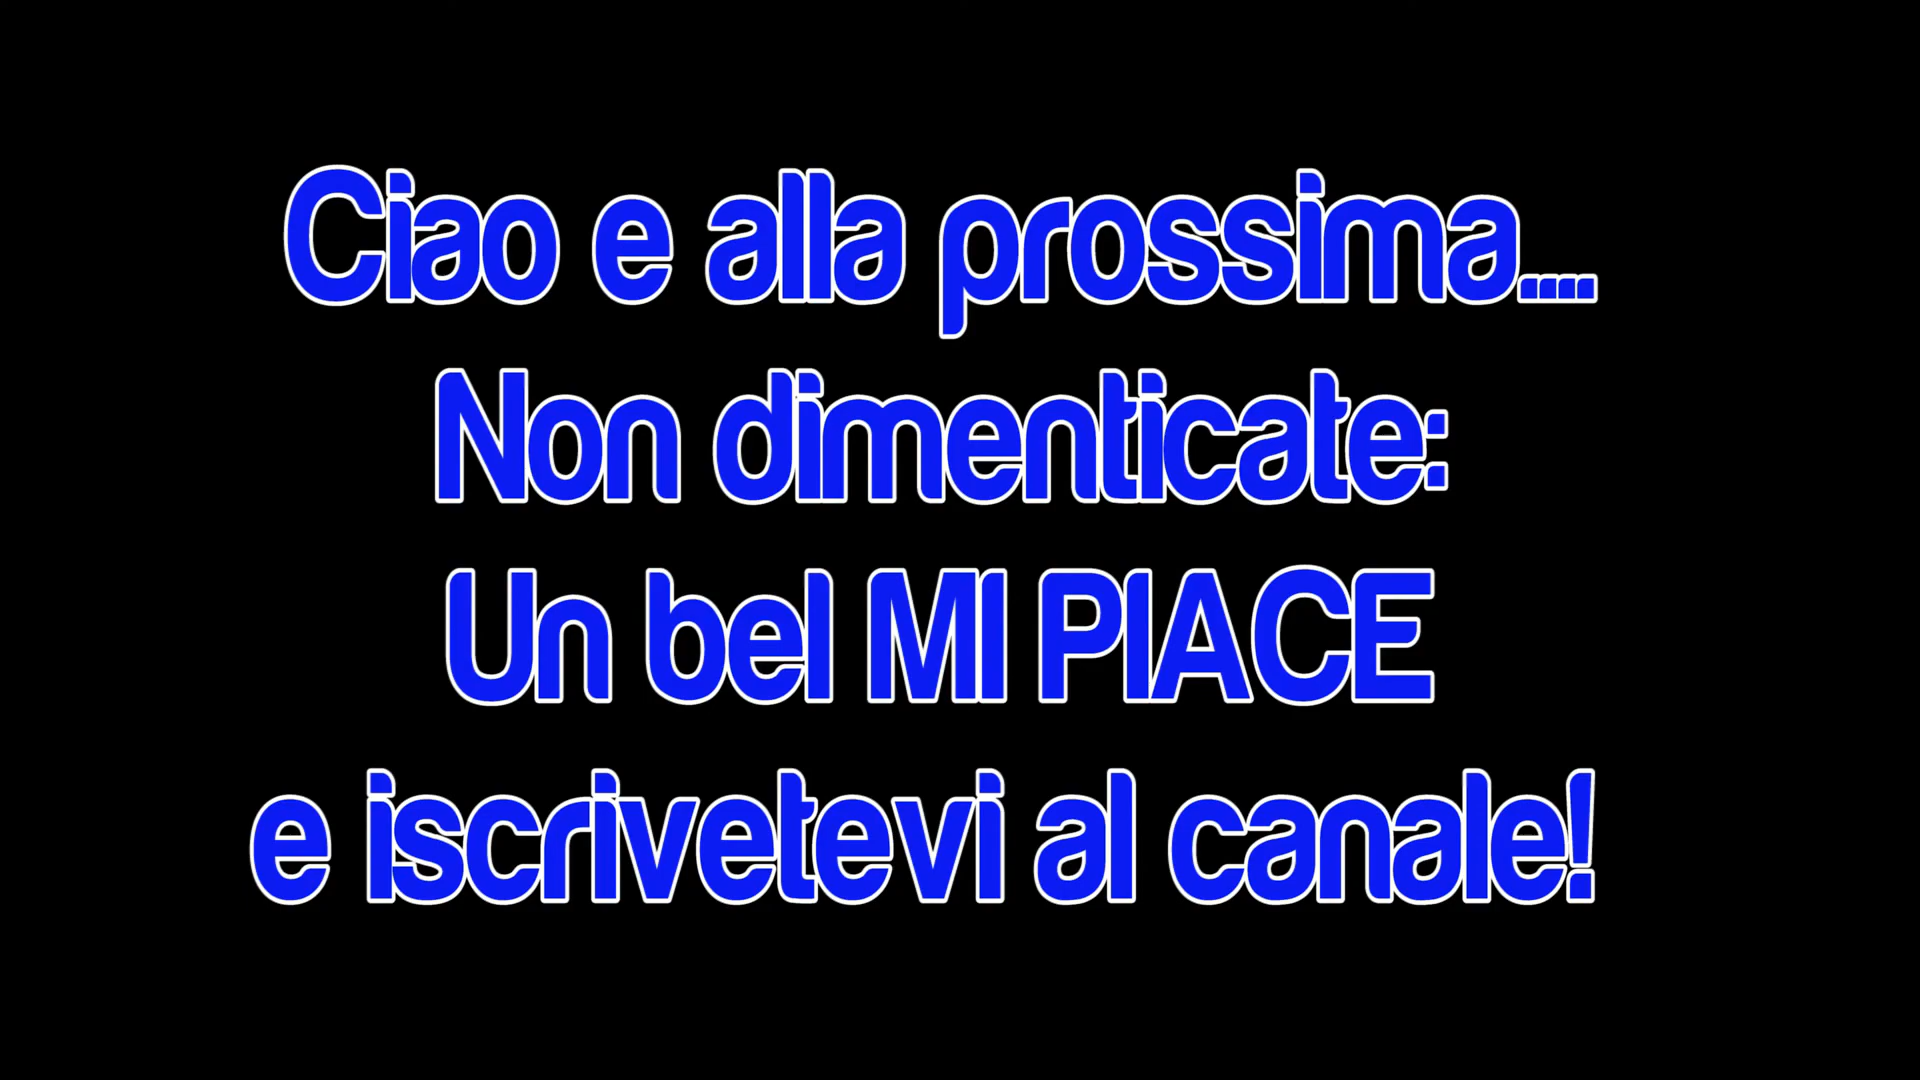 Ciao e alla prossima....
Non dimenticate:
Un bel MI PIACE
e iscrivetevi al canale!